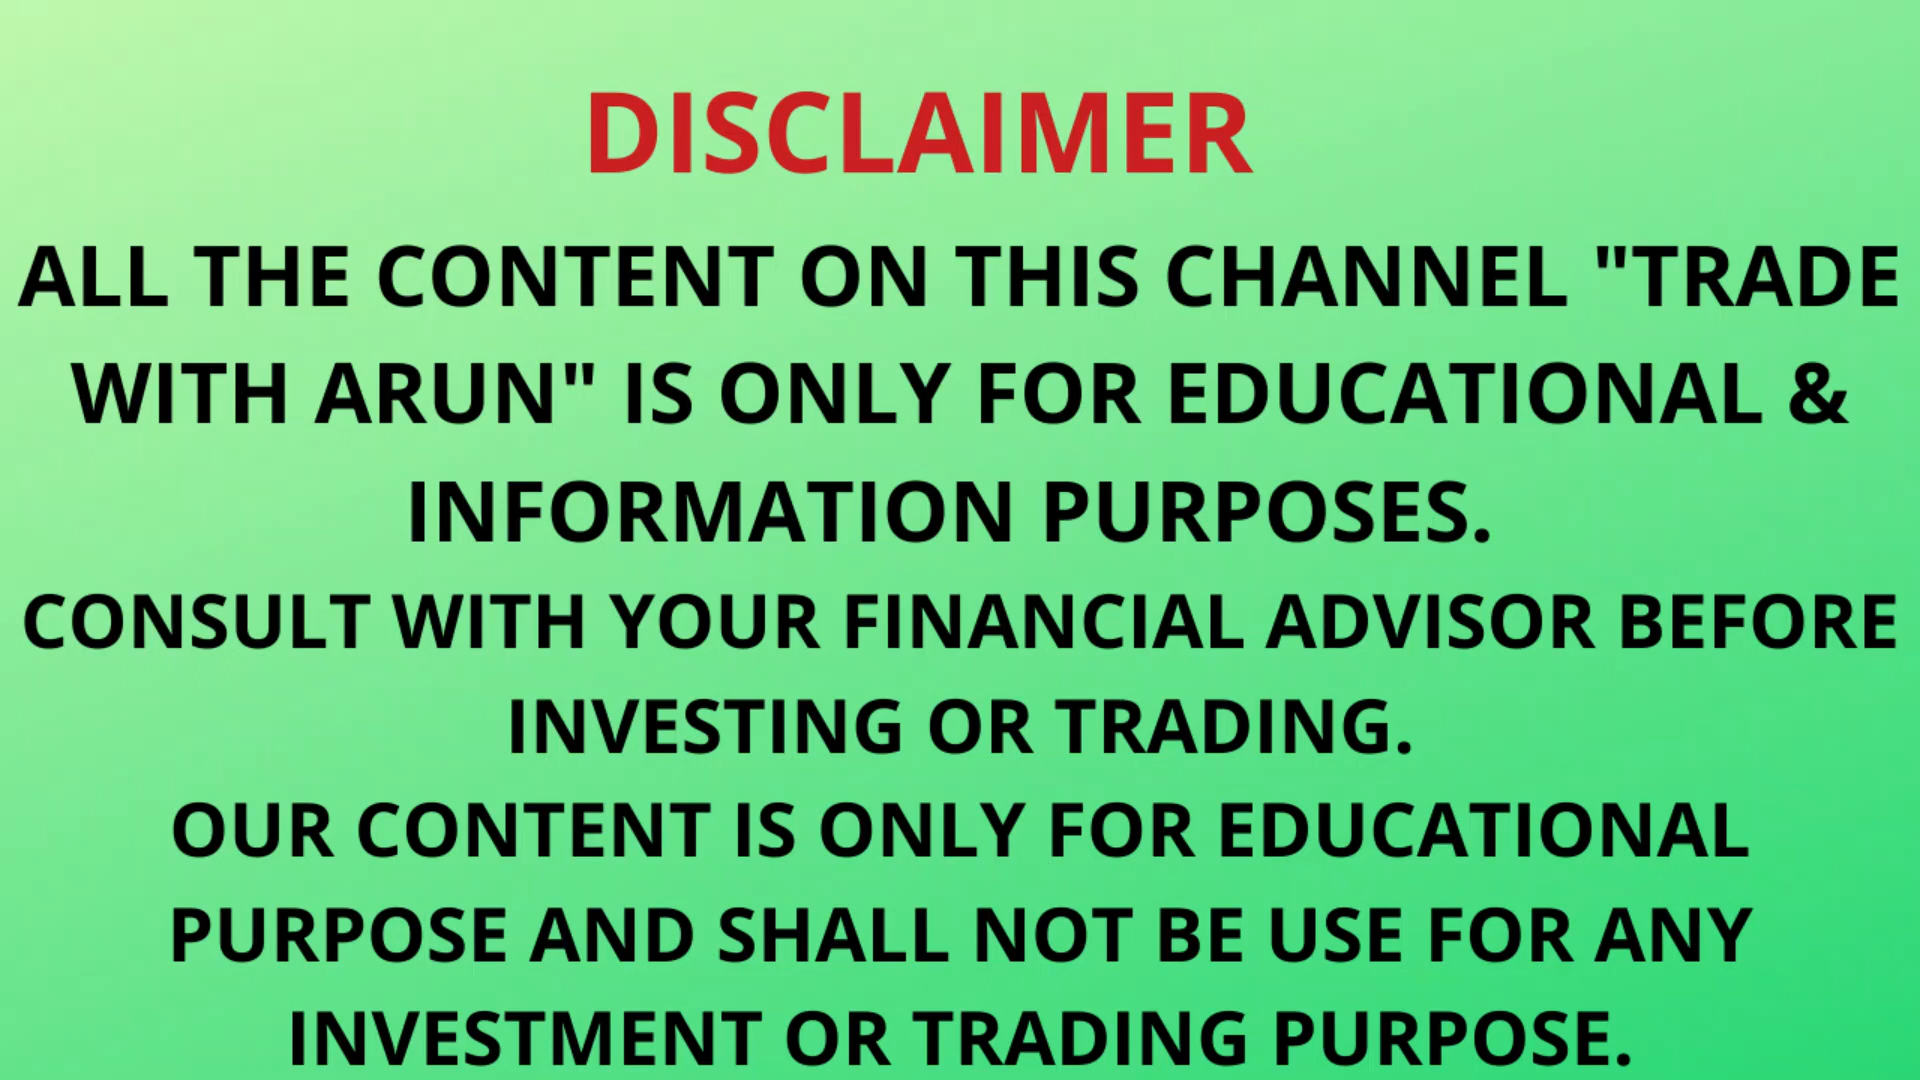 DISCLAIMER
ALL THE CONTENT ON THIS CHANNEL "TRADE
WITH ARUN" IS ONLY FOR EDUCATIONAL &
INFORMATION PURPOSES.
CONSULT WITH YOUR FINANCIAL ADVISOR BEFORE
INVESTING OR TRADING.
OUR CONTENT IS ONLY FOR EDUCATIONAL
PURPOSE AND SHALL NOT BE USE FOR ANY
INVESTMENT OR TRADING PURPOSE.